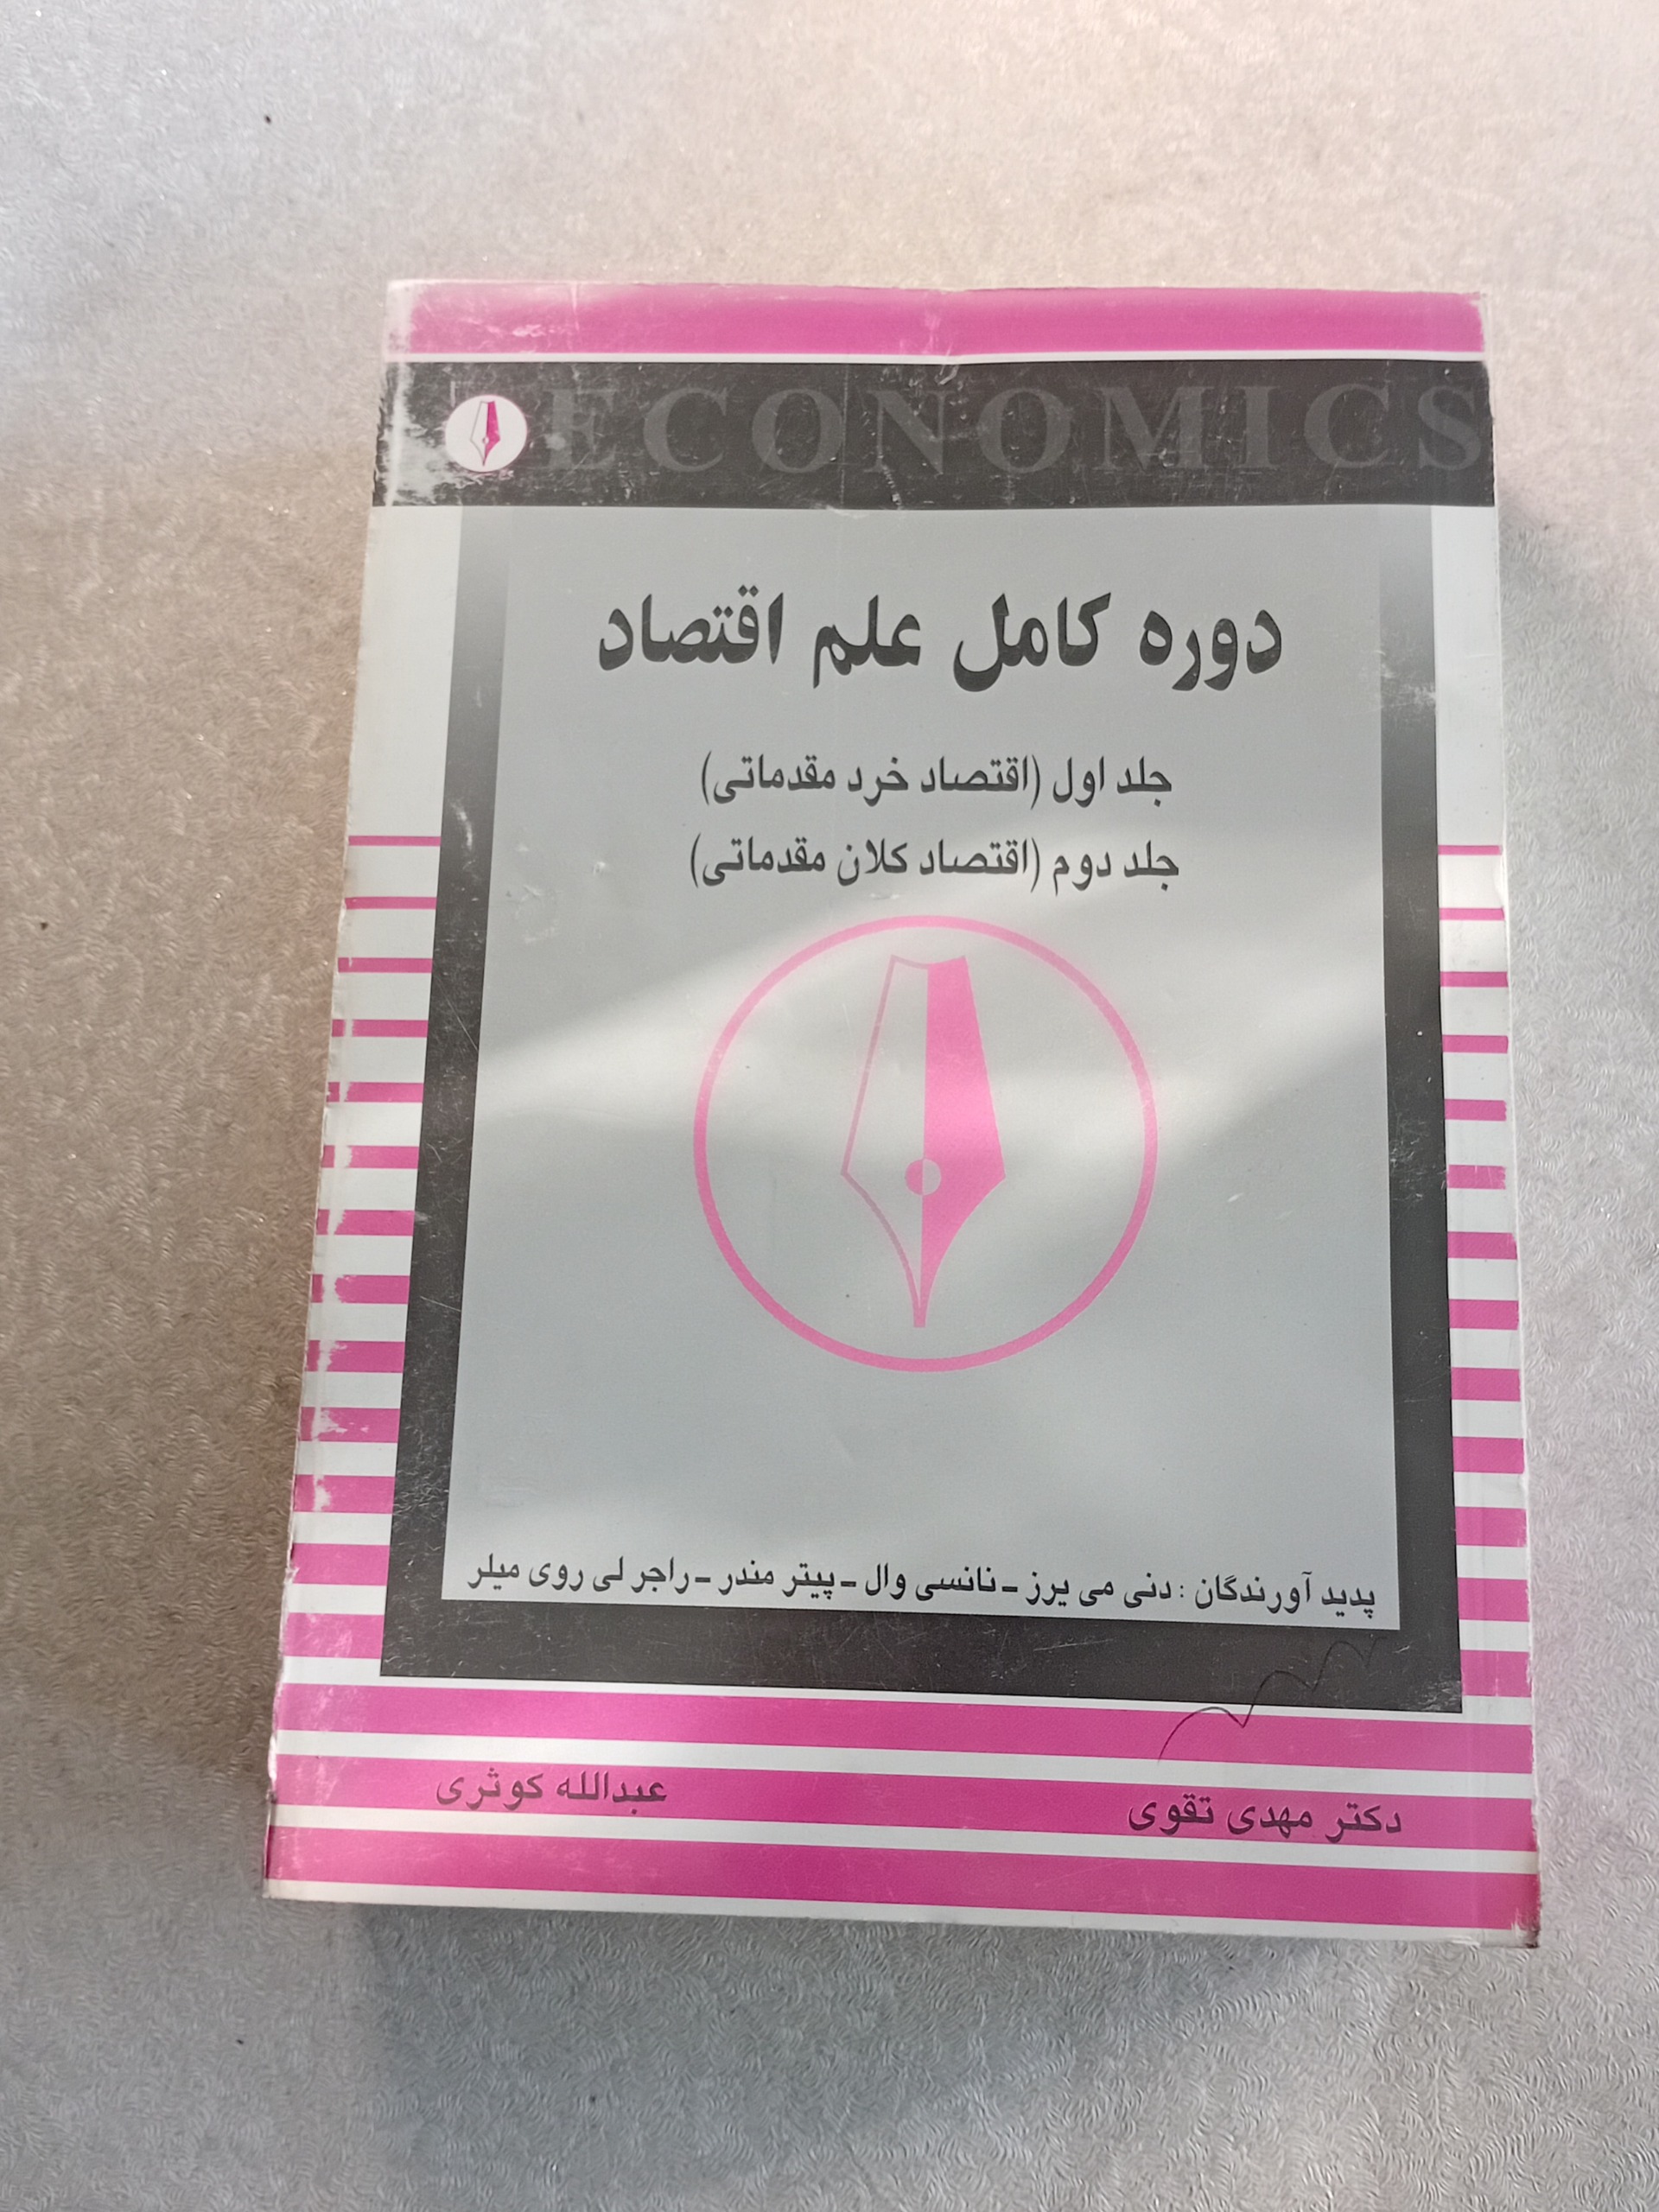 ECONOMICS
دوره کامل علم اقتصاد
جلد اول (اقتصاد خرد مقدماتی)
جلد دوم (اقتصاد کلان مقدماتی)
پدید آورندگان : دنی می یرز ـ نانسی وال ـ پیتر مندر ـ راجر لی روی میلر
دکتر مهدی تقوی
عبدالله کوثری